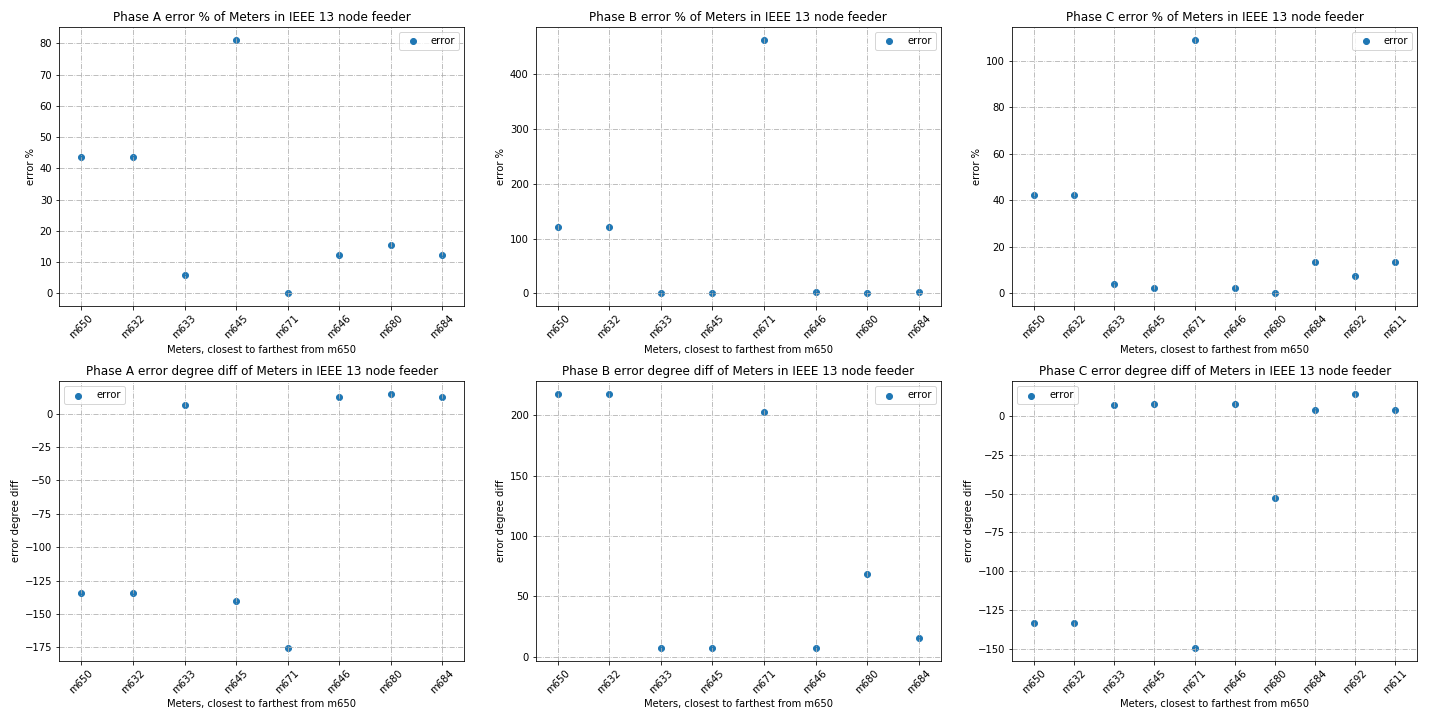 Phase A error % of Meters in IEEE 13 node feeder
error
error %
80
70
60
50
40
30
20
10
0
m650 m632 m633 m645 m671 m646 m680 m684
Meters, closest to farthest from m650
Phase B error % of Meters in IEEE 13 node feeder
error
error %
400
300
200
100
0
m650 m632 m633 m645 m671 m646 m680 m684
Meters, closest to farthest from m650
Phase C error % of Meters in IEEE 13 node feeder
error
error %
100
80
60
40
20
0
m650 m632 m633 m645 m671 m646 m680 m684 m692 m611
Meters, closest to farthest from m650
Phase A error degree diff of Meters in IEEE 13 node feeder
error
error degree diff
0
−25
−50
−75
−100
−125
−150
−175
m650 m632 m633 m645 m671 m646 m680 m684
Meters, closest to farthest from m650
Phase B error degree diff of Meters in IEEE 13 node feeder
error
error degree diff
200
150
100
50
0
m650 m632 m633 m645 m671 m646 m680 m684
Meters, closest to farthest from m650
Phase C error degree diff of Meters in IEEE 13 node feeder
error
error degree diff
0
−25
−50
−75
−100
−125
−150
m650 m632 m633 m645 m671 m646 m680 m684 m692 m611
Meters, closest to farthest from m650